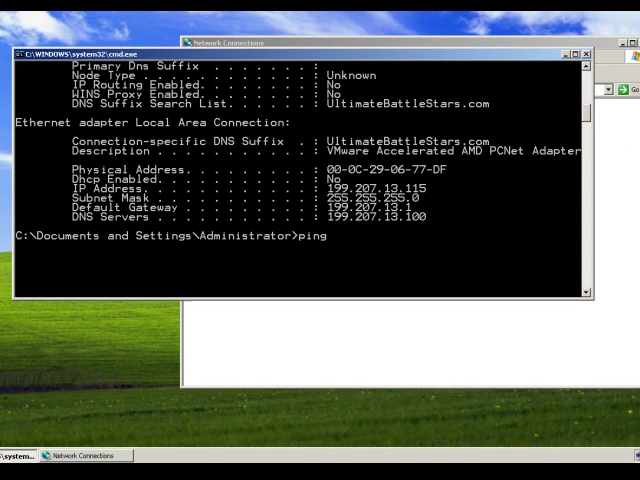 Network Connections
C:\WINDOWS\system32\cmd.exe
Primary Dns Suffix . . . . . . . :
Node Type . . . . . . . . . . . . : Unknown
IP Routing Enabled. . . . . . . . : No
WINS Proxy Enabled. . . . . . . . : No
DNS Suffix Search List. . . . . . : UltimateBattleStars.com
Ethernet adapter Local Area Connection:
Connection-specific DNS Suffix . : UltimateBattleStars.com
Description . . . . . . . . . . . : VMware Accelerated AMD PCNet Adapter
Physical Address. . . . . . . . . : 00-0C-29-06-77-DF
Dhcp Enabled. . . . . . . . . . . : No
IP Address. . . . . . . . . . . . : 199.207.13.115
Subnet Mask . . . . . . . . . . . : 255.255.255.0
Default Gateway . . . . . . . . . : 199.207.13.1
DNS Servers . . . . . . . . . . . : 199.207.13.100
C:\Documents and Settings\Administrator>ping
Go
\system...
Network Connections